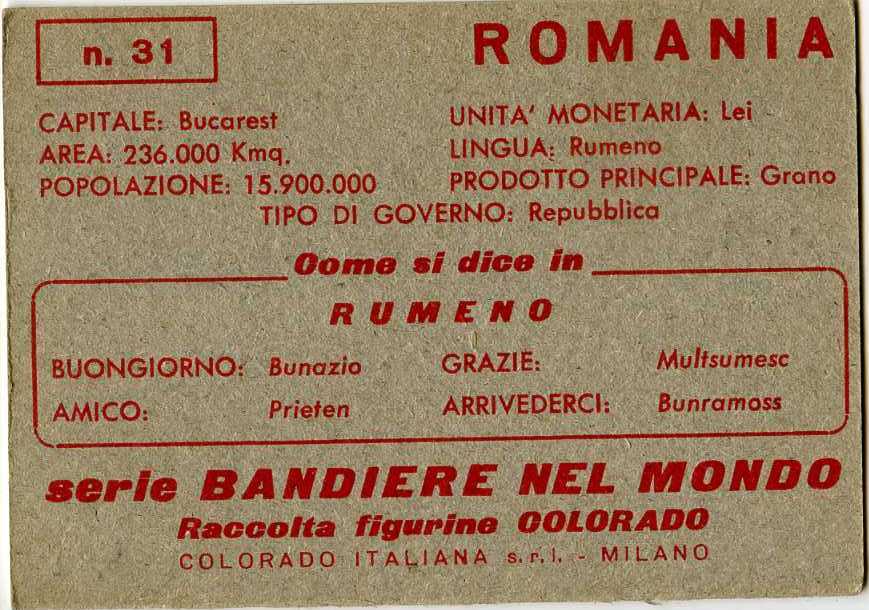 n. 31
ROMANIA
CAPITALE: Bucarest
AREA: 236.000 Kmq.
POPOLAZIONE: 15.900.000
UNITA' MONETARIA: Lei
LINGUA: Rumeno
PRODOTTO PRINCIPALE: Grano
TIPO DI GOVERNO: Repubblica
Come si dice in
RUMENO
BUONGIORNO: Bunazio
GRAZIE: Multsumesc
AMICO: Prieten
ARRIVEDERCI: Bunramoss
serie BANDIERE NEL MONDO
Raccolta figurine COLORADO
COLORADO ITALIANA s.r.l. - MILANO